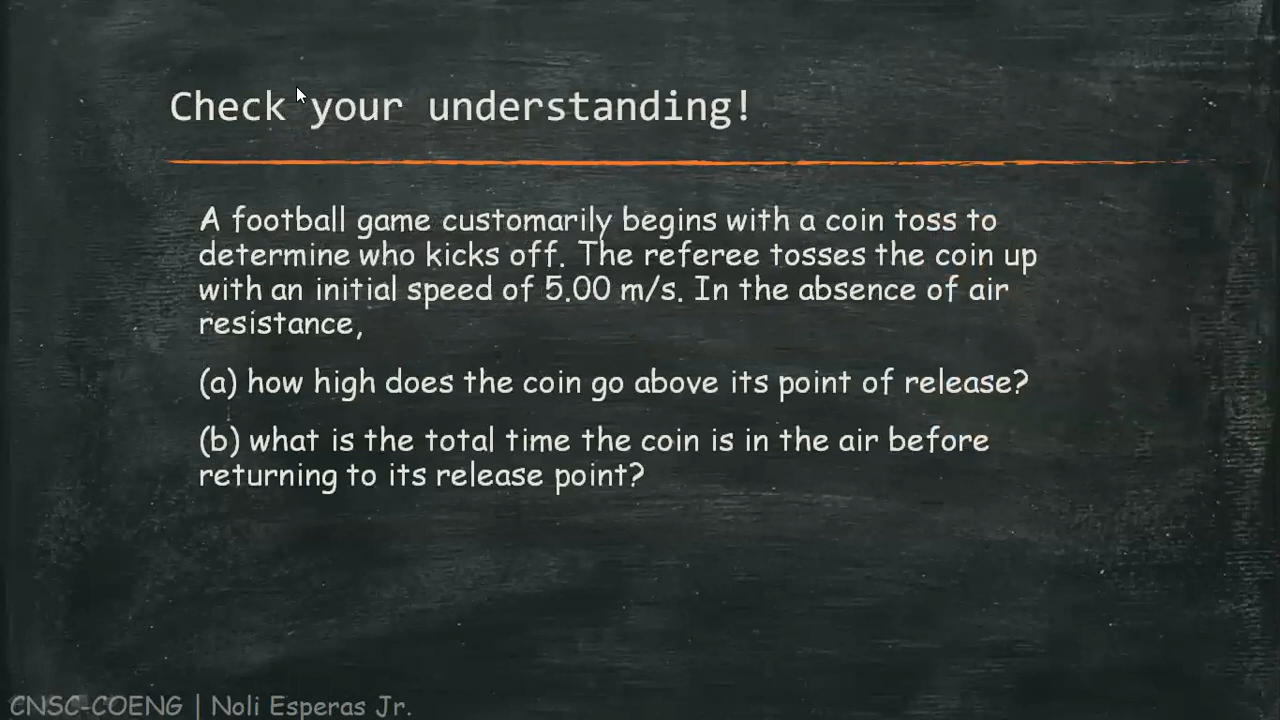 Check your understanding!
A football game customarily begins with a coin toss to
determine who kicks off. The referee tosses the coin up
with an initial speed of 5.00 m/s. In the absence of air
resistance,
(a) how high does the coin go above its point of release?
(b) what is the total time the coin is in the air before
returning to its release point?
CNSC-COENG | Noli Esperas Jr.